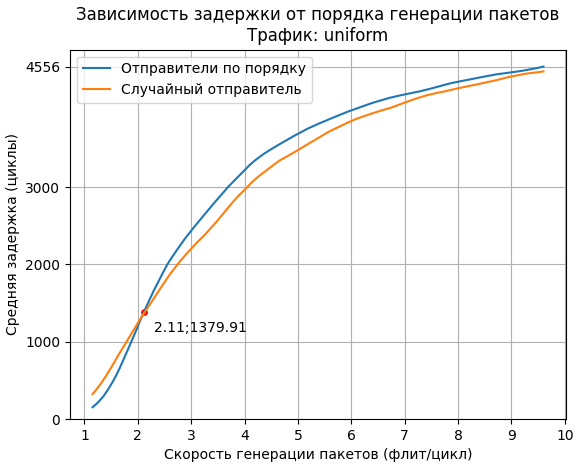 Зависимость задержки от порядка генерации пакетов
Трафик: uniform
Отправители по порядку
Случайный отправитель
Средняя задержка (циклы)
4556
3000
2000
1000
0
2.11;1379.91
1 2 3 4 5 6 7 8 9 10
Скорость генерации пакетов (флит/цикл)